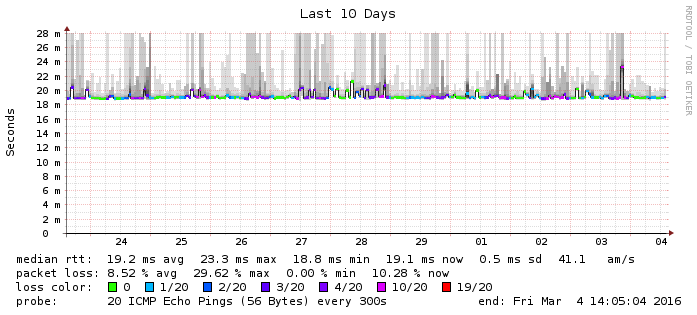 Last 10 Days
RRDTOOL / TOBI OETIKER
Seconds
28 m
26 m
24 m
22 m
20 m
18 m
16 m
14 m
12 m
10 m
8 m
6 m
4 m
2 m
0
24 25 26 27 28 29 01 02 03 04
median rtt: 19.2 ms avg 23.3 ms max 18.8 ms min 19.1 ms now 0.5 ms sd 41.1 am/s
packet loss: 8.52 % avg 29.62 % max 0.00 % min 10.28 % now
loss color: 0 1/20 2/20 3/20 4/20 10/20 19/20
probe: 20 ICMP Echo Pings (56 Bytes) every 300s end: Fri Mar 4 14:05:04 2016